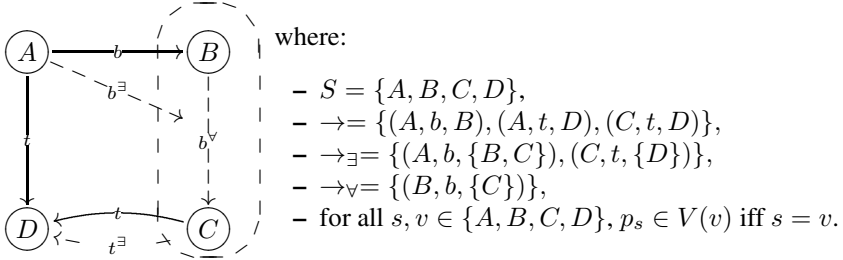 A b B
b^∃
t b^∀
D t C
t^∃
where:
– S = {A, B, C, D},
– →= {(A, b, B), (A, t, D), (C, t, D)},
– →∃= {(A, b, {B, C}), (C, t, {D})},
– →∀= {(B, b, {C})},
– for all s, v ∈ {A, B, C, D}, p_s ∈ V(v) iff s = v.